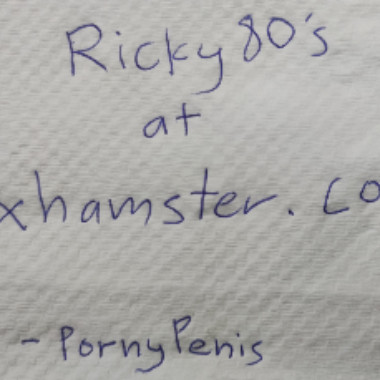 Ricky80's
at
xhamster.co
- PornyPenis